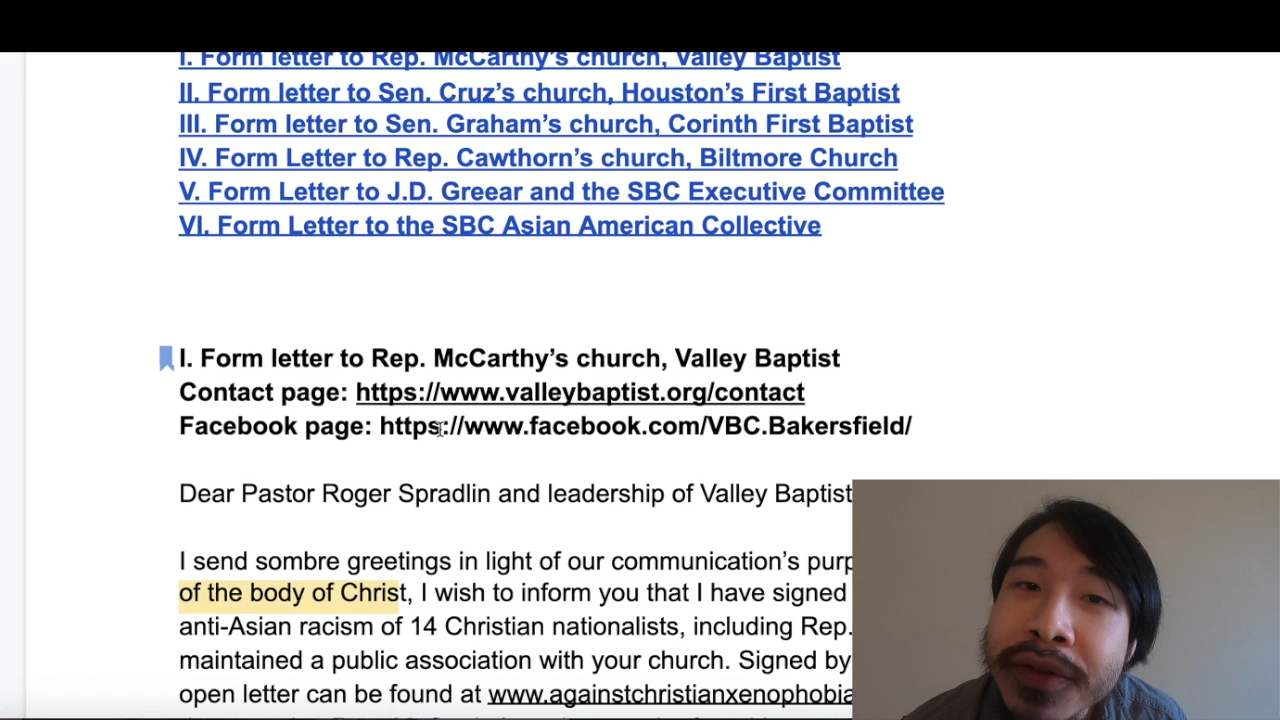 I. Form letter to Rep. McCarthy's church, Valley Baptist
II. Form letter to Sen. Cruz's church, Houston's First Baptist
III. Form letter to Sen. Graham's church, Corinth First Baptist
IV. Form Letter to Rep. Cawthorn's church, Biltmore Church
V. Form Letter to J.D. Greear and the SBC Executive Committee
VI. Form Letter to the SBC Asian American Collective
I. Form letter to Rep. McCarthy's church, Valley Baptist
Contact page: https://www.valleybaptist.org/contact
Facebook page: https://www.facebook.com/VBC.Bakersfield/
Dear Pastor Roger Spradlin and leadership of Valley Baptist
I send sombre greetings in light of our communication's purp
of the body of Christ, I wish to inform you that I have signed
anti-Asian racism of 14 Christian nationalists, including Rep.
maintained a public association with your church. Signed by
open letter can be found at www.againstchristianxenophobia